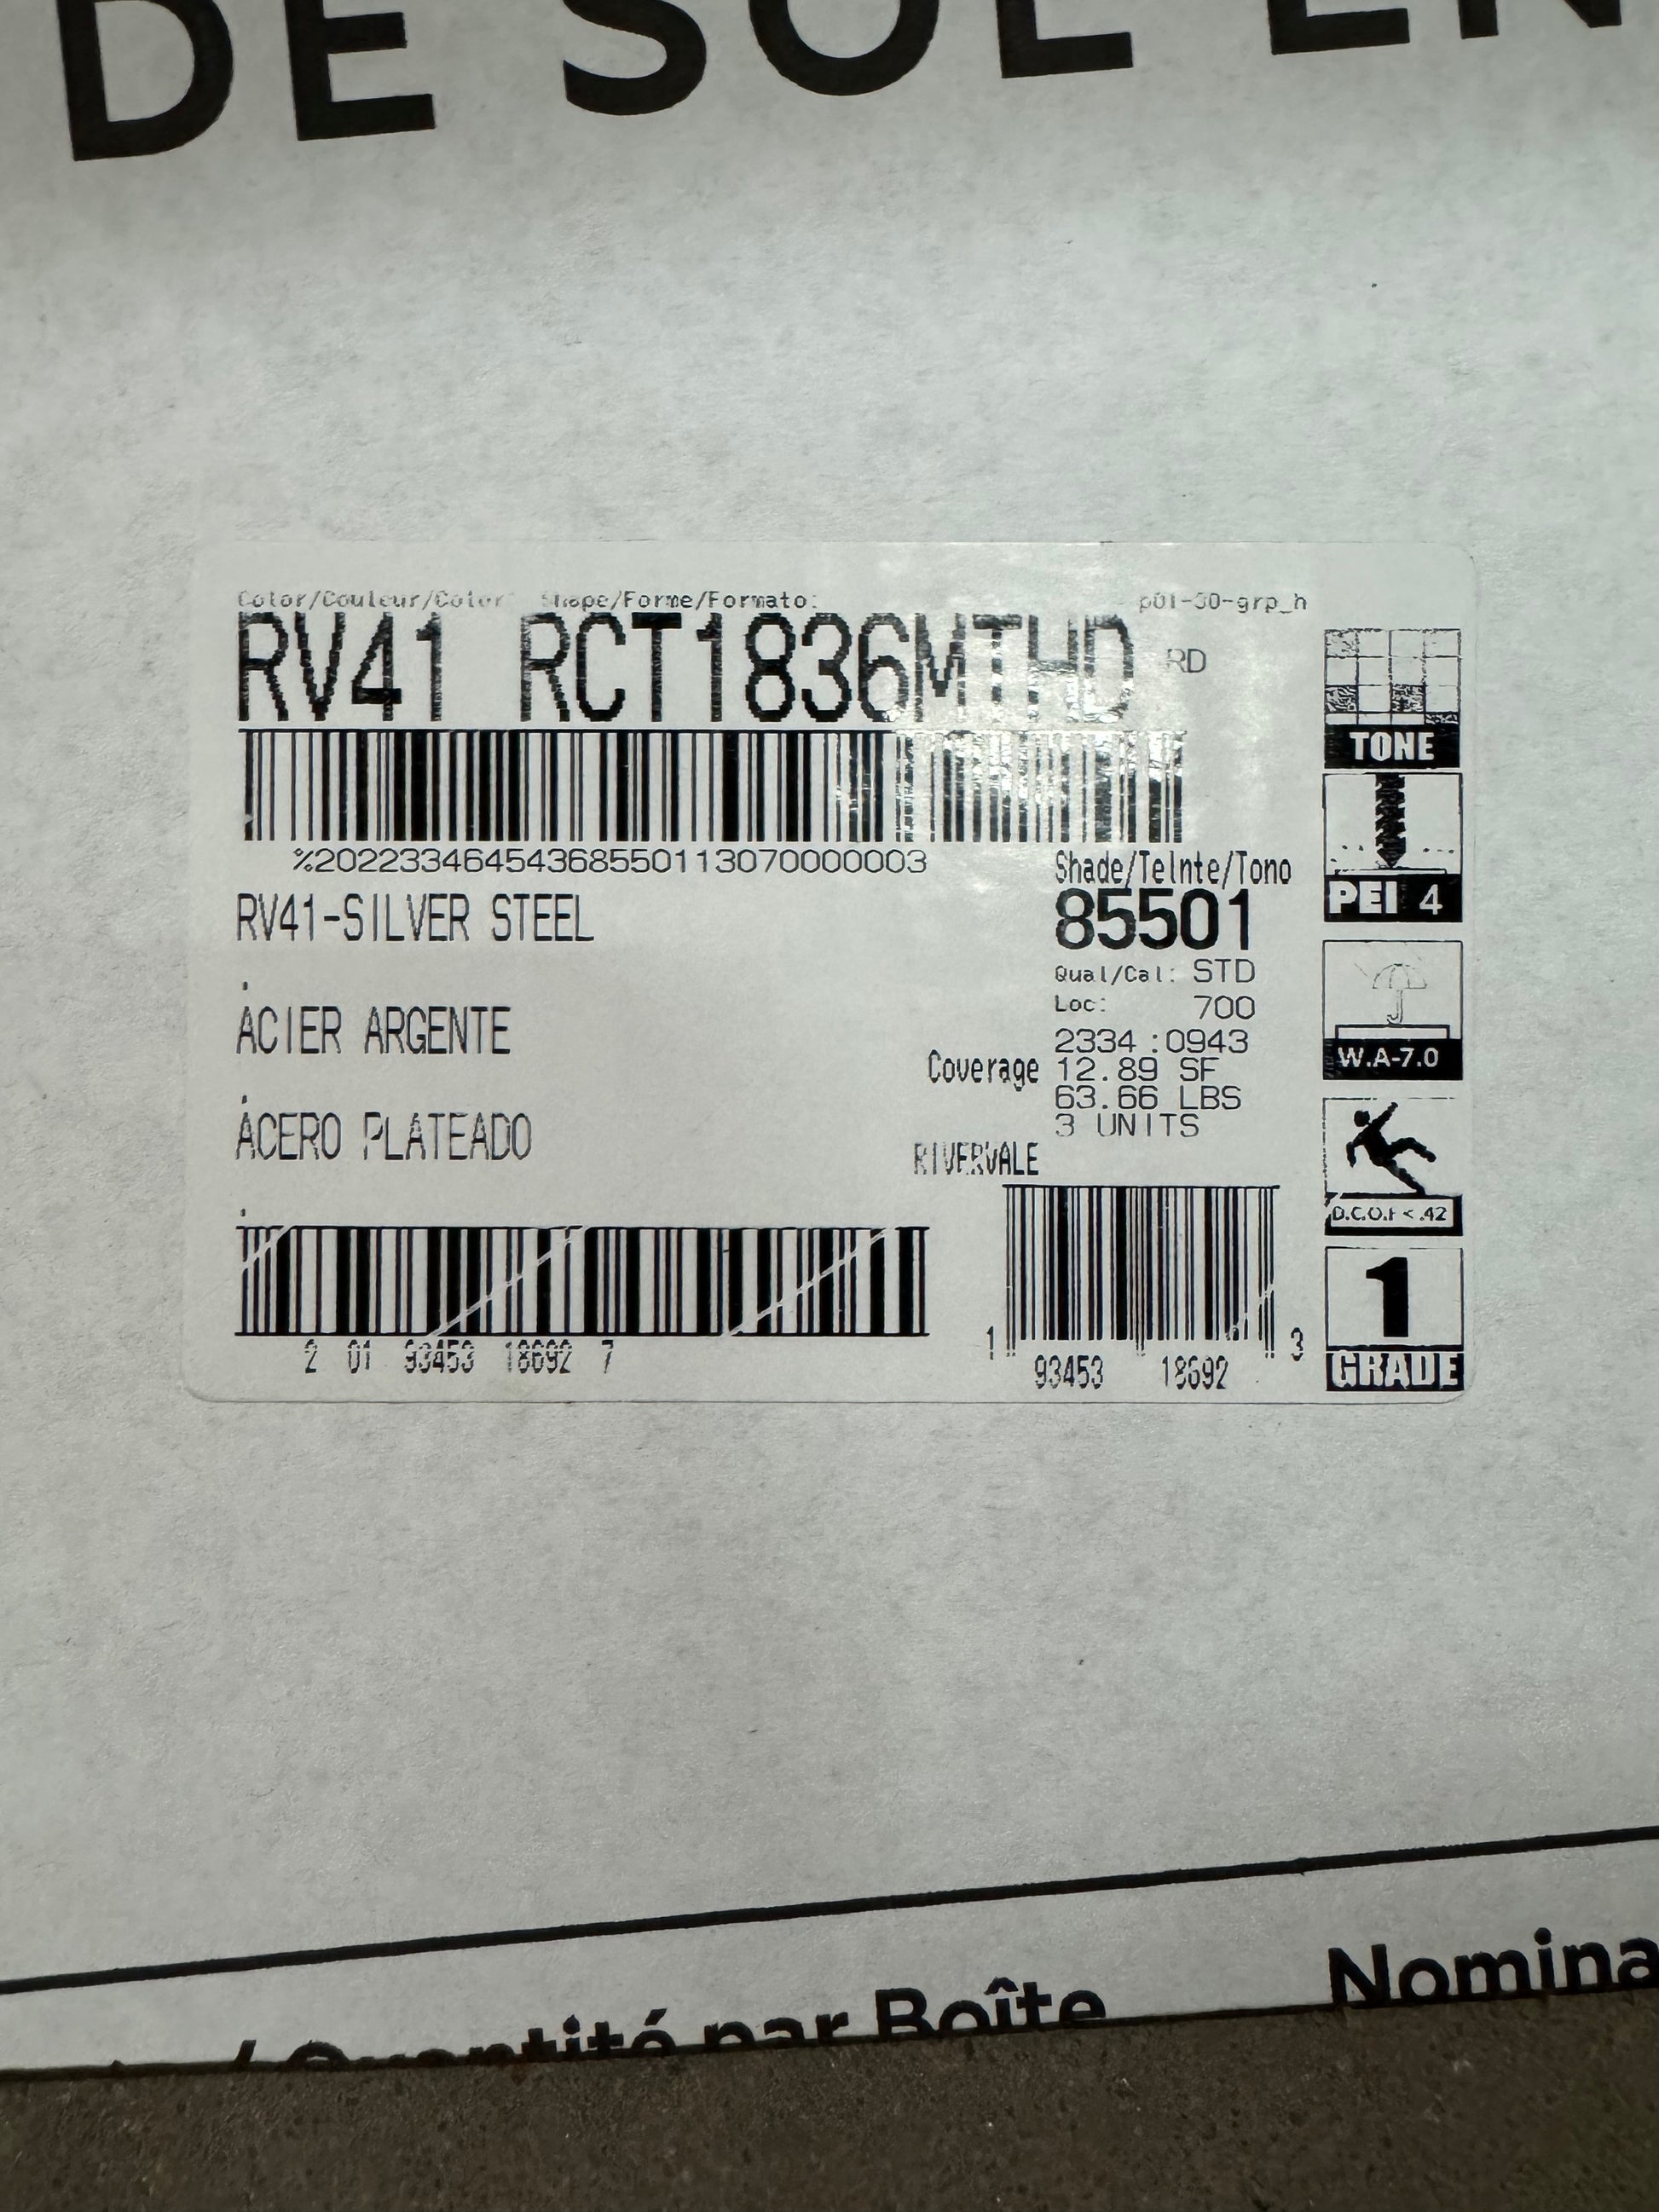 DE SOL EN
Color/Couleur/Color: Shape/Forme/Formato:
p01-30-grp_h
RV41 RCT1836MTHD RD
TONE
%2022334645436855011307000003
Shade/Teinte/Tono
85501
PEI 4
RV41-SILVER STEEL
Qual/Cal: STD
Loc: 700
ACIER ARGENTE
2334 :0943
Coverage 12.89 SF
W.A-7.0
63.66 LBS
3 UNITS
ACERO PLATEADO
RIVERVALE
D.C.O.F < .42
2 01 93453 18692 7
1 93453 18692 3
1
GRADE
Nomina
/ Quantité par Boîte